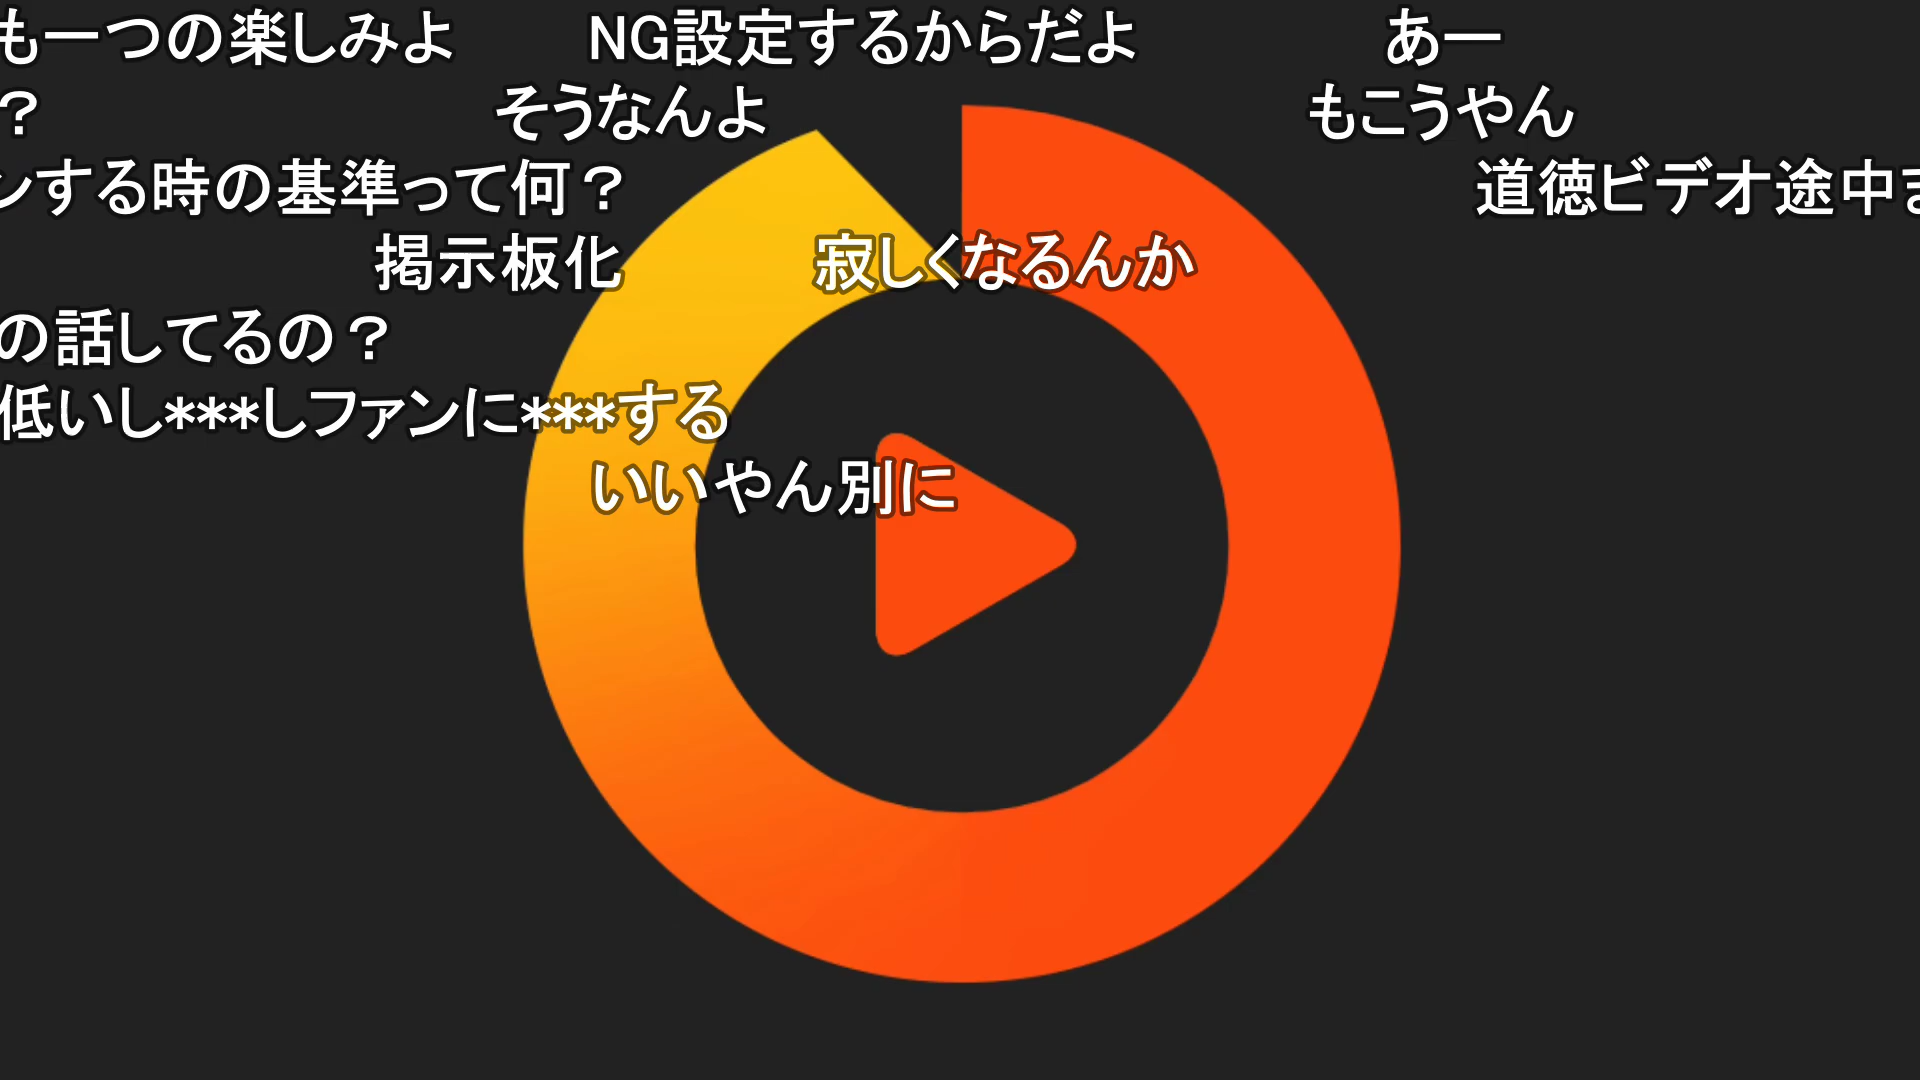 も一つの楽しみよ NG設定するからだよ あー
？ そうなんよ もこうやん
ンする時の基準って何？ 道徳ビデオ途中ま
掲示板化 寂しくなるんか
の話してるの？
低いし***しファンに***する
いいやん別に